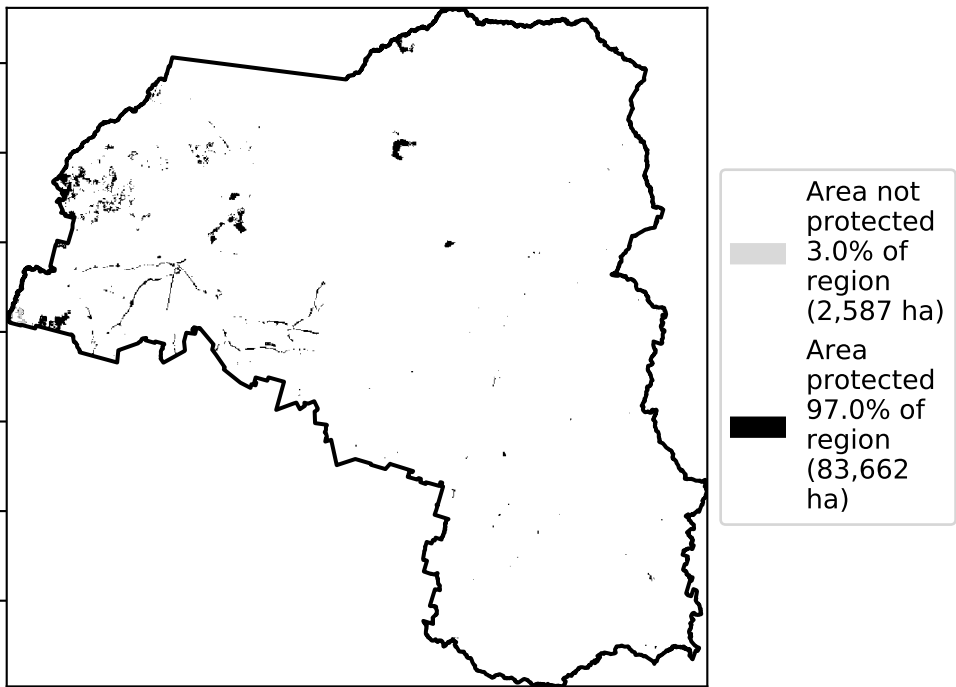 Area not
protected
3.0% of
region
(2,587 ha)
Area
protected
97.0% of
region
(83,662
ha)